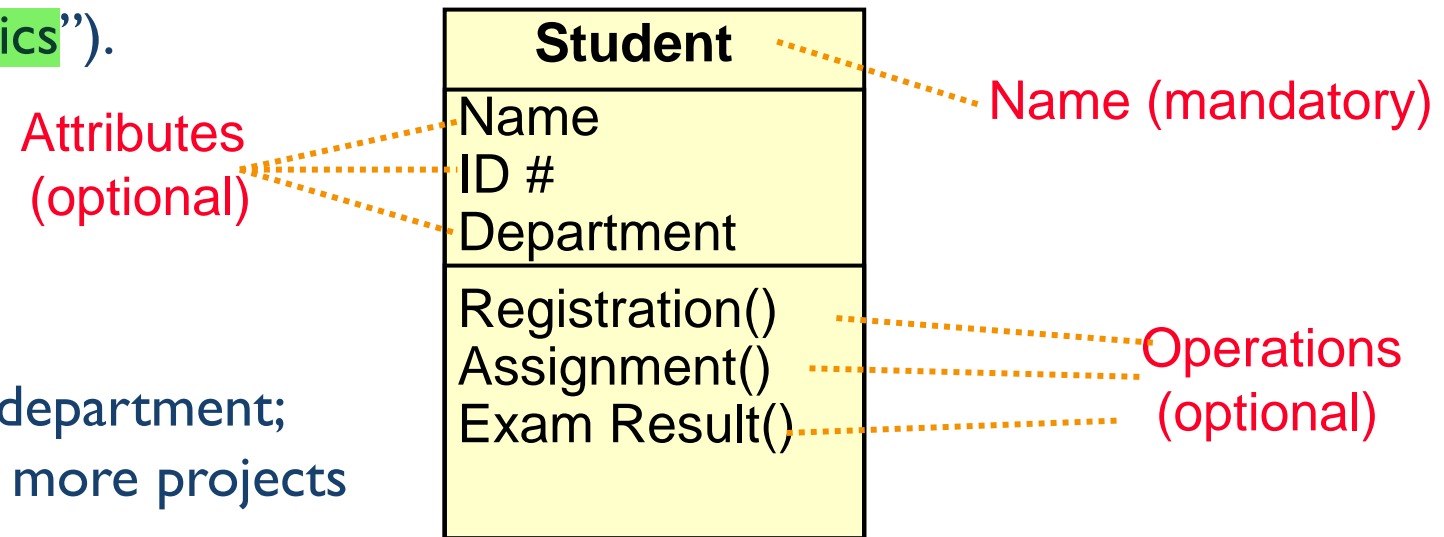 ics”).
Student
Name (mandatory)
Attributes
(optional)
Name
ID #
Department
Registration()
Assignment()
Exam Result()
Operations
(optional)
department;
more projects